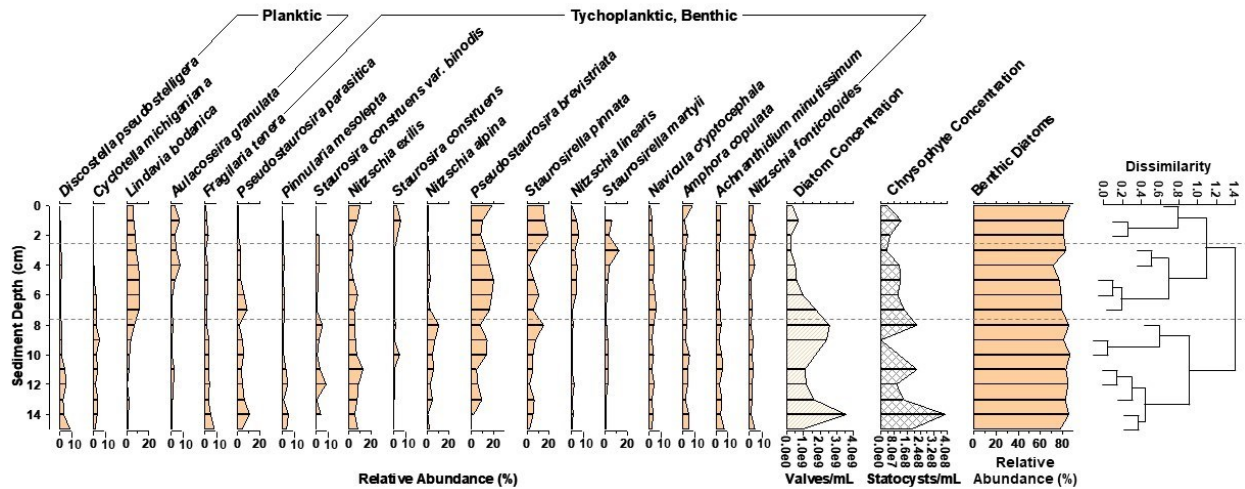 Planktic
Tychoplanktic, Benthic
Discostella pseudostelligera
Cyclotella michiganiana
Lindavia bodanica
Aulacoseira granulata
Fragilaria tenera
Pseudostaurosira parasitica
Pinnularia mesolepta
Staurosira construens var. binodis
Nitzschia exilis
Staurosira construens
Nitzschia alpina
Pseudostaurosira brevistriata
Staurosirella pinnata
Nitzschia linearis
Staurosirella martyii
Navicula cryptocephala
Amphora copulata
Achnanthidium minutissimum
Nitzschia fonticoloides
Diatom Concentration
Chrysophyte Concentration
Benthic Diatoms
Dissimilarity
0.0 0.2 0.4 0.6 0.8 1.0 1.2 1.4
Sediment Depth (cm)
0
2
4
6
8
10
12
14
0 10
0 10
0 20
0 10
0 10
0 20
0 10
0 10
0 20
0 10
0 20
0 20
0 20
0 10
0 20
0 10
0 10
0 10
0 10
0.0e0 1.0e9 2.0e9 3.0e9 4.0e9
0.0e0 8.0e7 1.6e8 2.4e8 3.2e8 4.0e8
0 20 40 60 80
Relative Abundance (%)
Valves/mL
Statocysts/mL
Relative
Abundance (%)